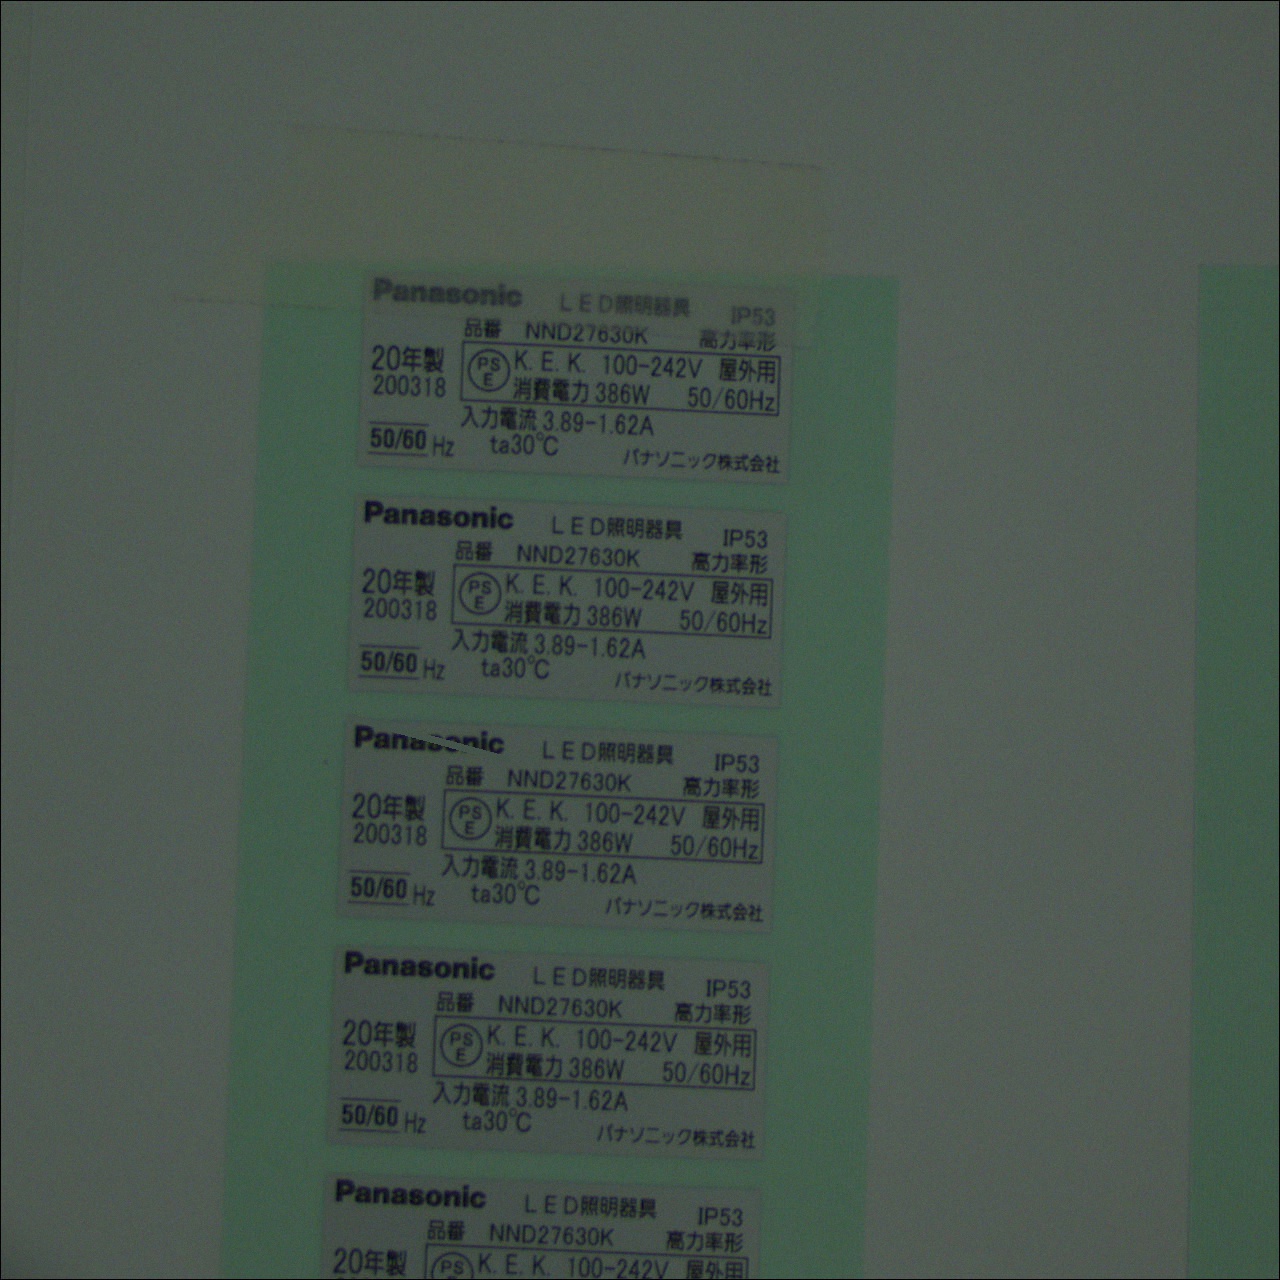 Panasonic LED照明器具 IP53
品番 NND27630K 高力率形
20年製 PS E K. E. K. 100-242V 屋外用
200318 消費電力 386W 50/60Hz
入力電流 3.89-1.62A
50/60 Hz ta30℃ パナソニック株式会社
Panasonic LED照明器具 IP53
品番 NND27630K 高力率形
20年製 PS E K. E. K. 100-242V 屋外用
200318 消費電力 386W 50/60Hz
入力電流 3.89-1.62A
50/60 Hz ta30℃ パナソニック株式会社
Panasonic LED照明器具 IP53
品番 NND27630K 高力率形
20年製 PS E K. E. K. 100-242V 屋外用
200318 消費電力 386W 50/60Hz
入力電流 3.89-1.62A
50/60 Hz ta30℃ パナソニック株式会社
Panasonic LED照明器具 IP53
品番 NND27630K 高力率形
20年製 PS E K. E. K. 100-242V 屋外用
200318 消費電力 386W 50/60Hz
入力電流 3.89-1.62A
50/60 Hz ta30℃ パナソニック株式会社
Panasonic LED照明器具 IP53
品番 NND27630K 高力率形
20年製 PS K. E. K. 100-242V 屋外用